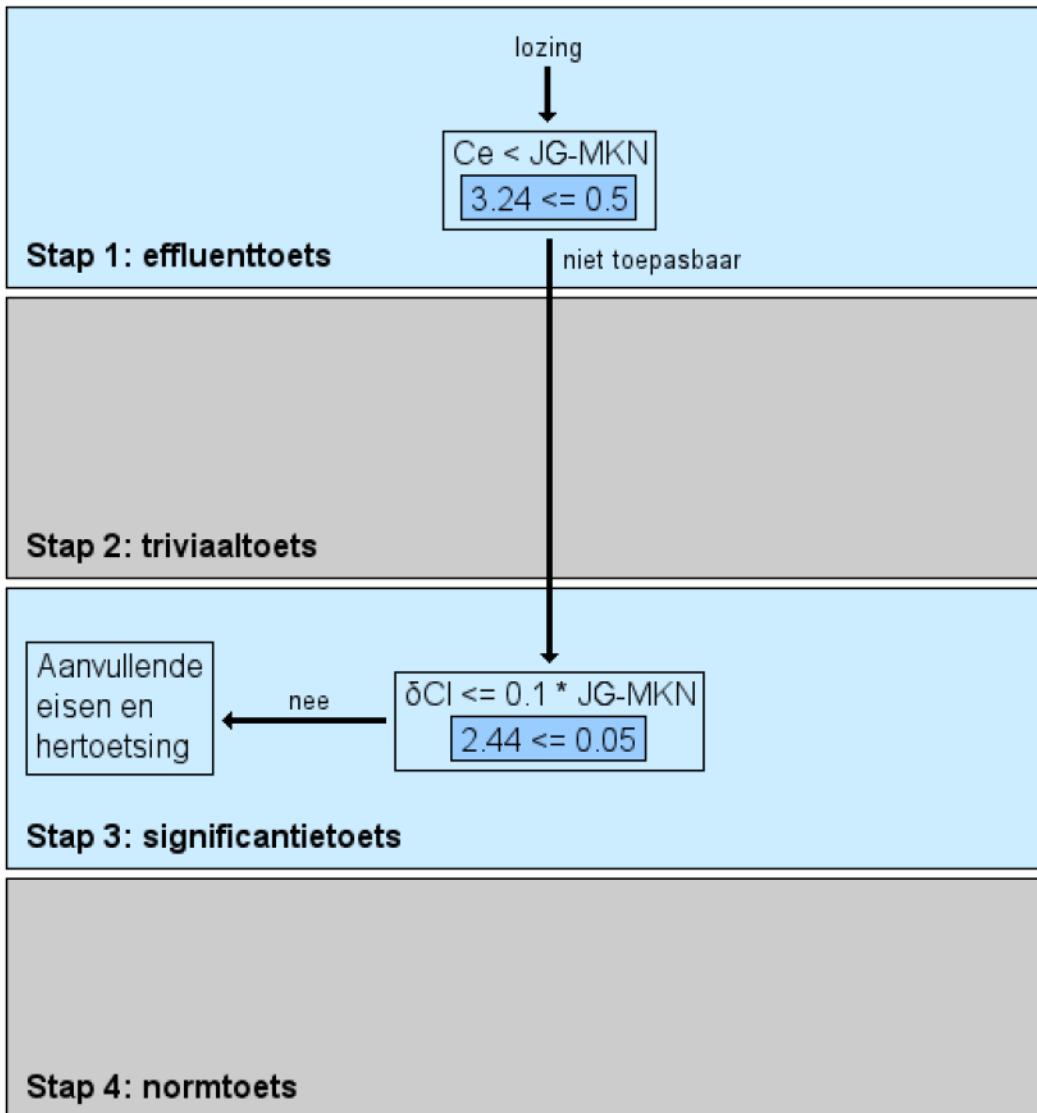 lozing
Ce < JG-MKN
3.24 <= 0.5
Stap 1: effluenttoets
niet toepasbaar
Stap 2: triviaaltoets
Aanvullende
eisen en
hertoetsing
nee
δCl <= 0.1 * JG-MKN
2.44 <= 0.05
Stap 3: significantietoets
Stap 4: normtoets